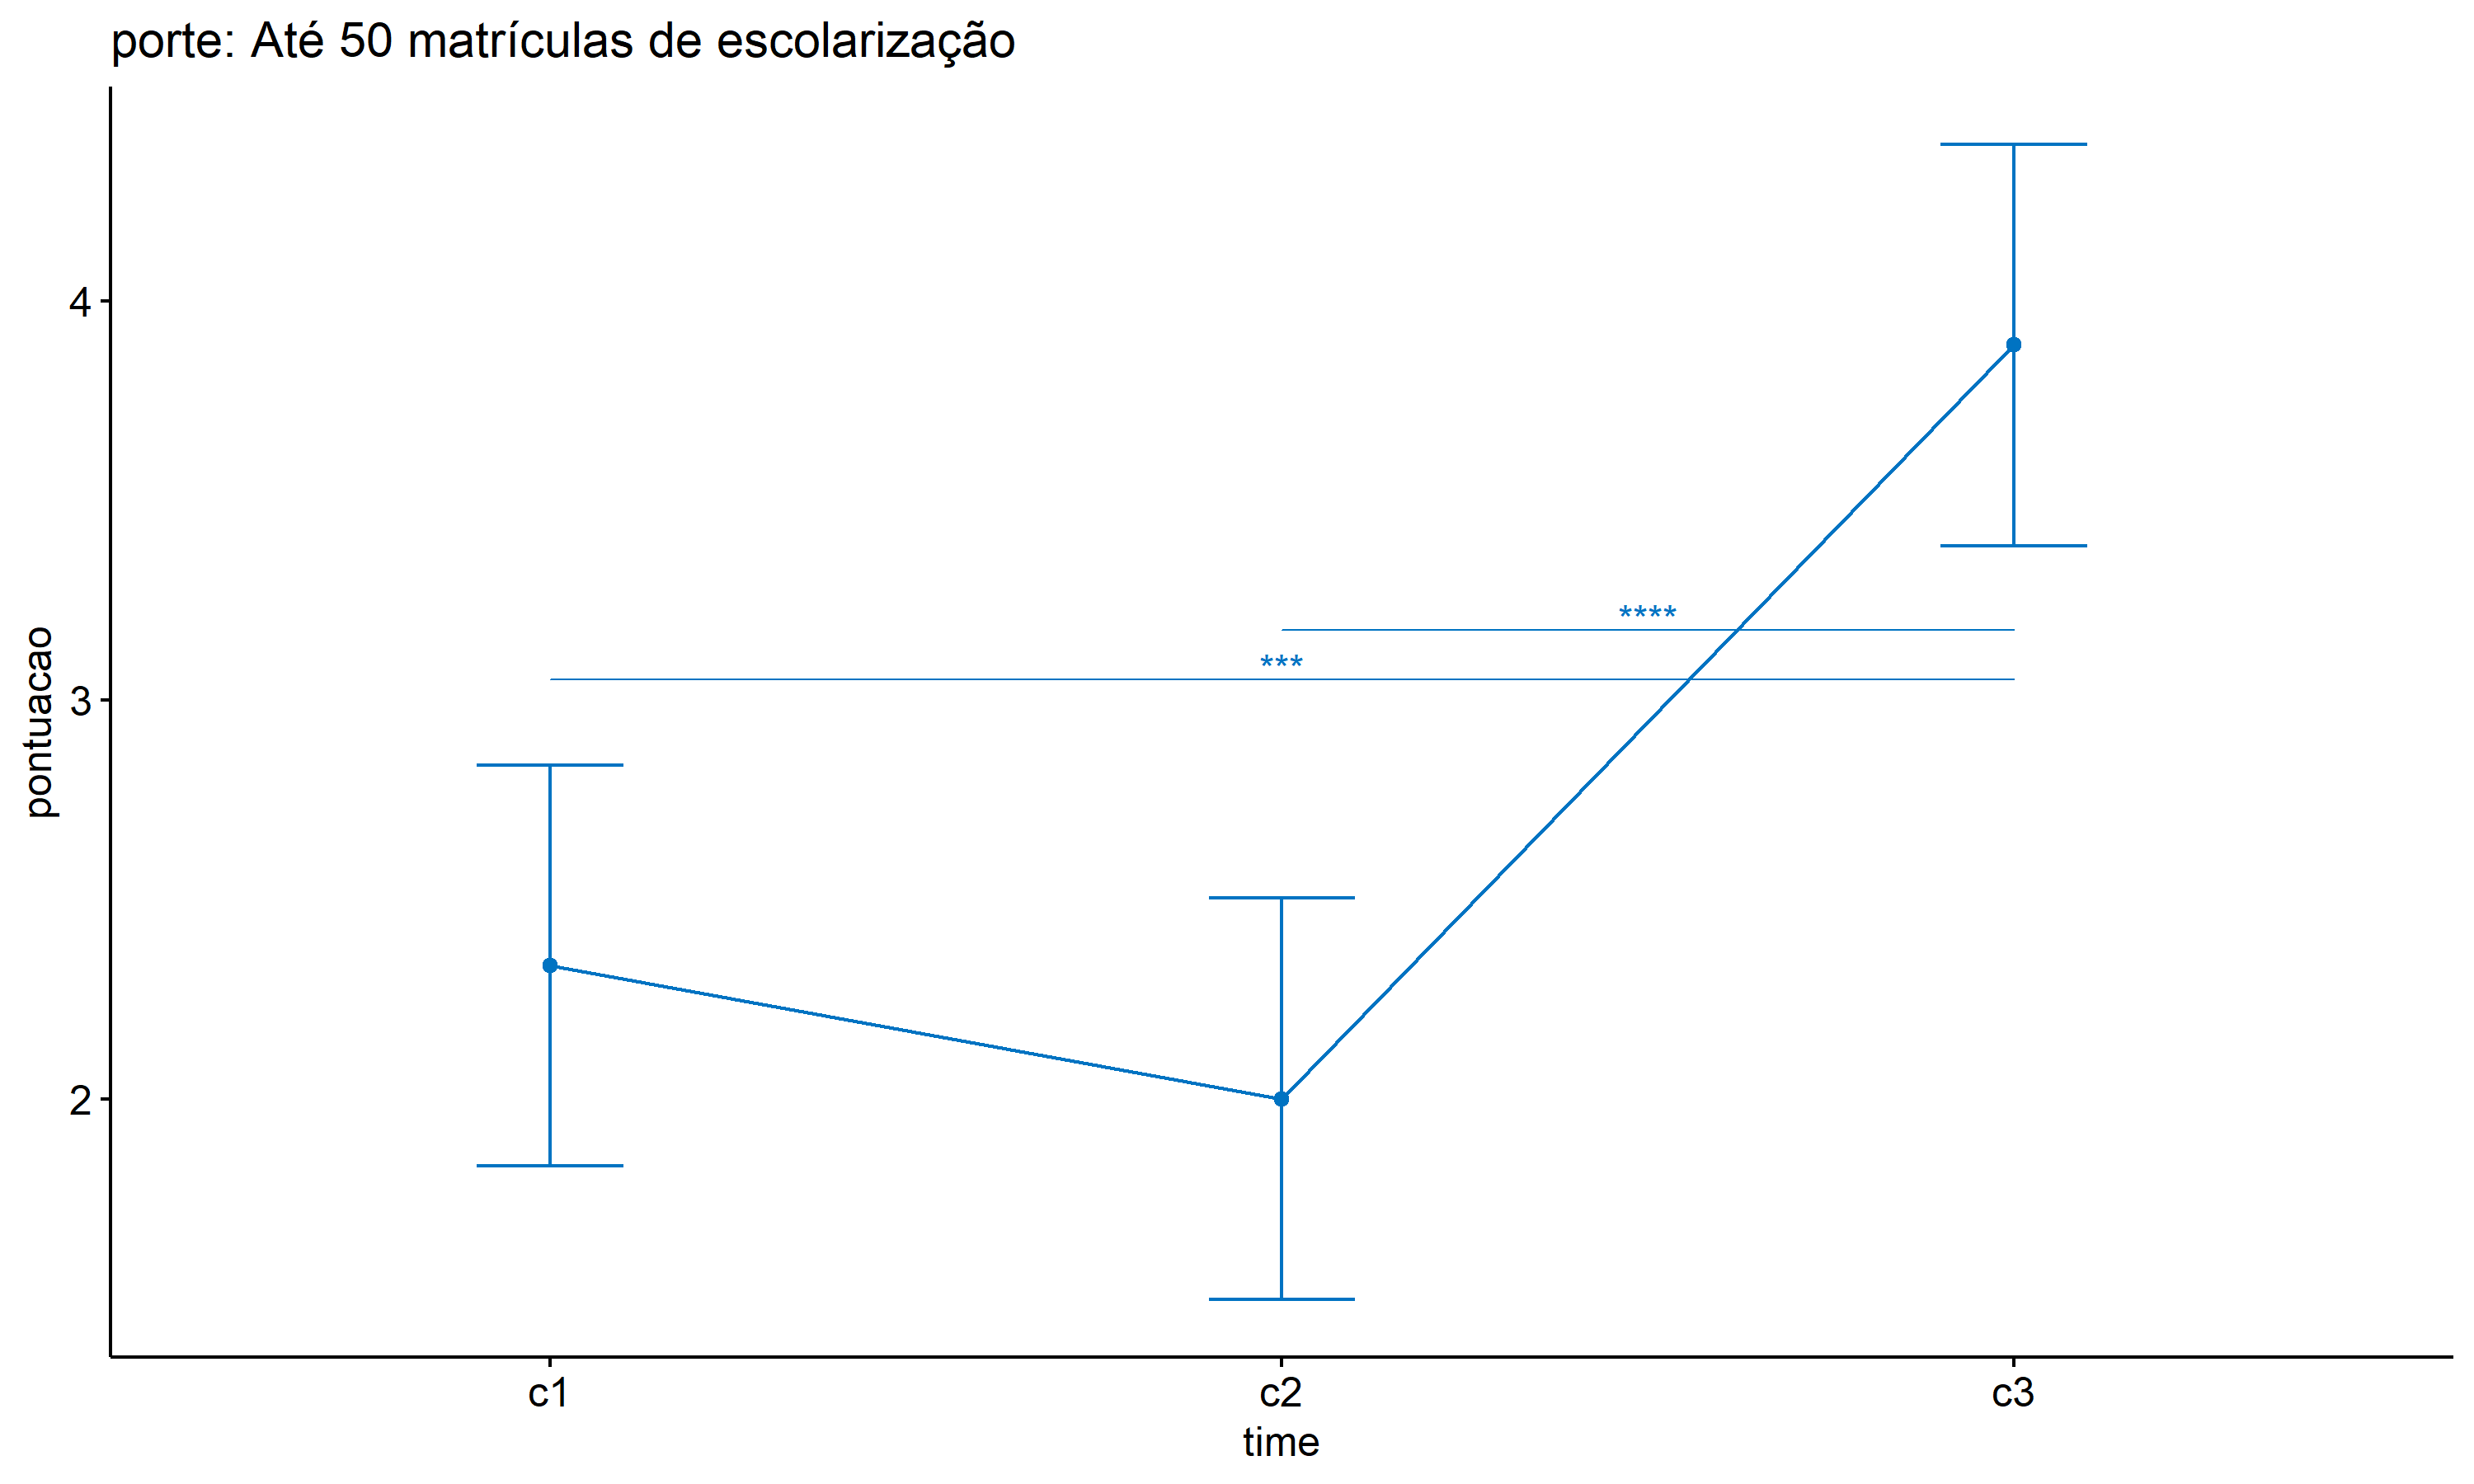 porte: Até 50 matrículas de escolarização
pontuacao
4
3
2
****
***
c1 c2 c3
time